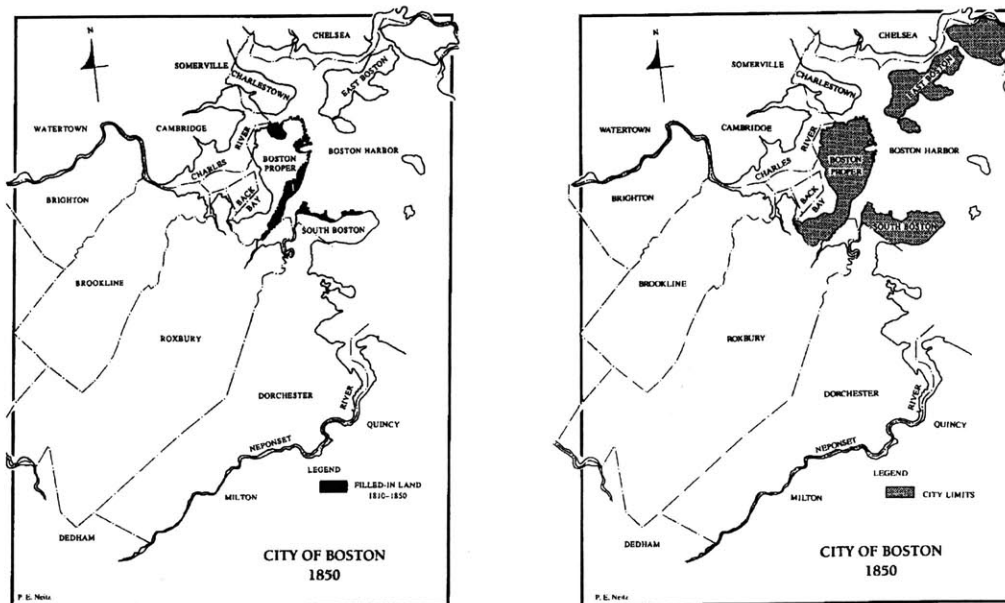 CHELSEA
SOMERVILLE
CHARLESTOWN
EAST BOSTON
WATERTOWN
CAMBRIDGE
RIVER
CHARLES
BOSTON
PROPER
BOSTON HARBOR
BRIGHTON
BACK
BAY
SOUTH BOSTON
BROOKLINE
ROXBURY
DORCHESTER
RIVER
QUINCY
NEPONSET
LEGEND
FILLED-IN LAND
1810-1850
MILTON
DEDHAM
CITY OF BOSTON
1850
P. E. Neitz
CHELSEA
SOMERVILLE
CHARLESTOWN
EAST BOSTON
WATERTOWN
CAMBRIDGE
RIVER
CHARLES
BOSTON
PROPER
BOSTON HARBOR
BRIGHTON
BACK
BAY
SOUTH BOSTON
BROOKLINE
ROXBURY
DORCHESTER
RIVER
QUINCY
NEPONSET
LEGEND
CITY LIMITS
MILTON
DEDHAM
CITY OF BOSTON
1850
P. E. Neitz